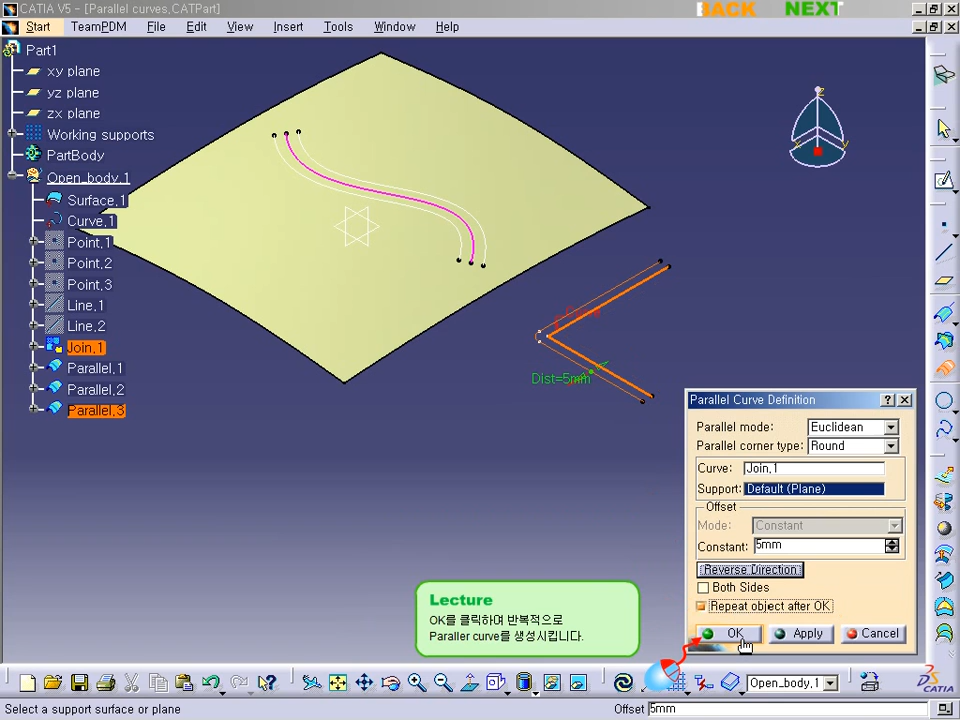 CATIA V5 - [Parallel curves.CATPart]
BACK NEXT
Start TeamPDM File Edit View Insert Tools Window Help
Part1
xy plane
yz plane
zx plane
Working supports
PartBody
Open_body.1
Surface.1
Curve.1
Point.1
Point.2
Point.3
Line.1
Line.2
Join.1
Parallel.1
Parallel.2
Parallel.3
z
Dist=5mm
Parallel Curve Definition
Parallel mode: Euclidean
Parallel corner type: Round
Curve: Join.1
Support: Default (Plane)
Offset
Mode: Constant
Constant: 5mm
Reverse Direction
Both Sides
Repeat object after OK
OK Apply Cancel
Lecture
OK를 클릭하며 반복적으로
Paraller curve를 생성시킵니다.
Open_body.1
CATIA
Select a support surface or plane
Offset 5mm